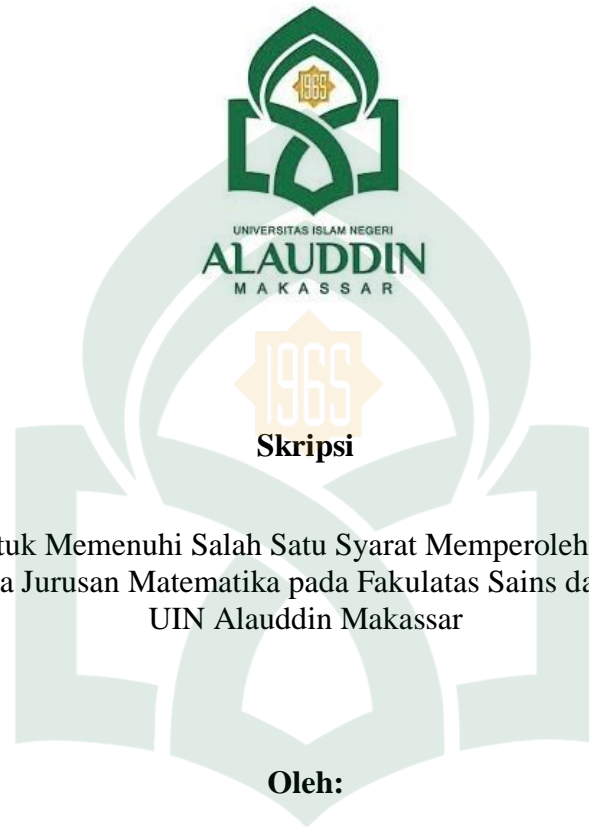 1965
UNIVERSITAS ISLAM NEGERI
ALAUDDIN
MAKASSAR
1965
Skripsi
tuk Memenuhi Salah Satu Syarat Memperoleh
a Jurusan Matematika pada Fakulatas Sains da
UIN Alauddin Makassar
Oleh: